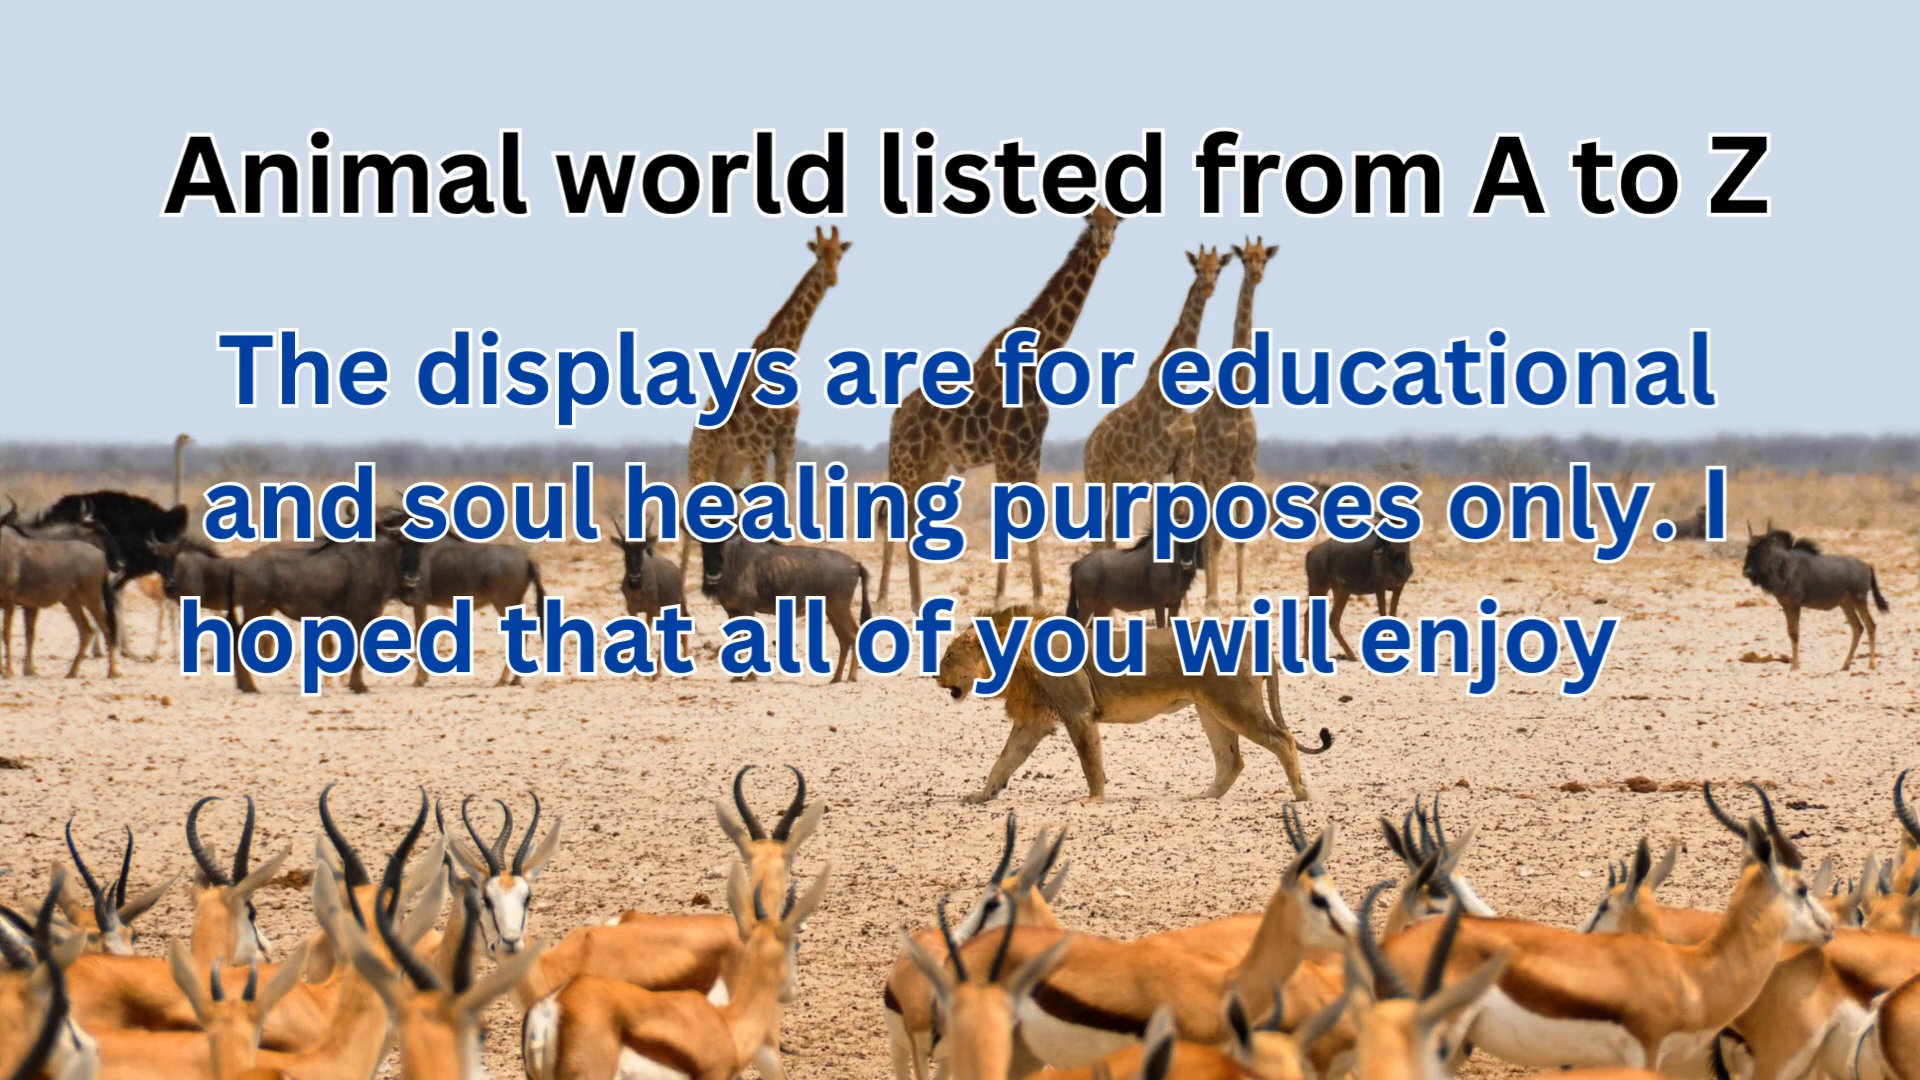 Animal world listed from A to Z
The displays are for educational
and soul healing purposes only. I
hoped that all of you will enjoy